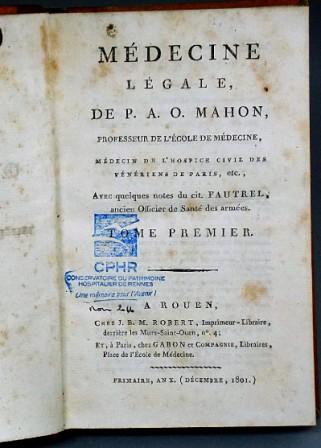 MÉDECINE
LÉGALE,
DE P. A. O. MAHON,
PROFESSEUR DE L'ÉCOLE DE MÉDECINE,
MÉDECIN DE L'HOSPICE CIVIL DES
VÉNÉRIENS DE PARIS, etc.,
AVEC quelques notes du cit. FAUTREL,
ancien Officier de Santé des armées.
TOME PREMIER.
CPHR
CONSERVATOIRE DU PATRIMOINE
HOSPITALIER DE RENNES
Une mémoire pour l'Avenir !
A ROUEN,
CHEZ J. B. M. ROBERT, Imprimeur-Libraire,
derrière les Murs-Saint-Ouen, n°. 4;
ET, à Paris, chez GABON et COMPAGNIE, Libraires,
Place de l'École de Médecine.
FRIMAIRE, AN X. (DÉCEMBRE, 1801.)